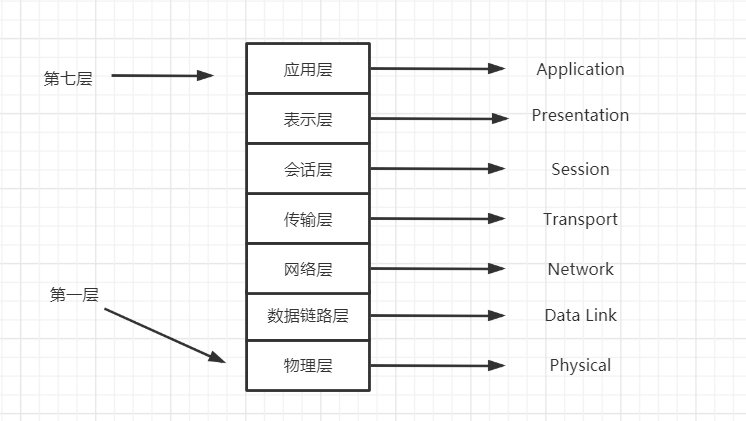 应用层
Application
第七层
表示层
Presentation
会话层
Session
传输层
Transport
网络层
Network
第一层
数据链路层
Data Link
物理层
Physical